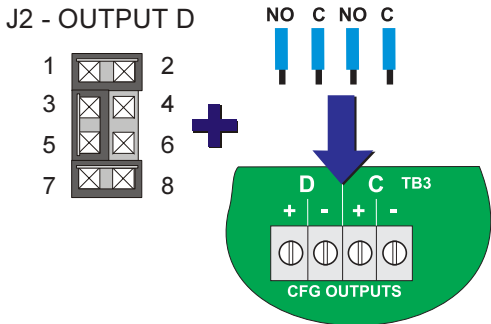 J2 - OUTPUT D
NO C NO C
1 2
3 4
5 6
7 8
D C TB3
+ - + -
CFG OUTPUTS